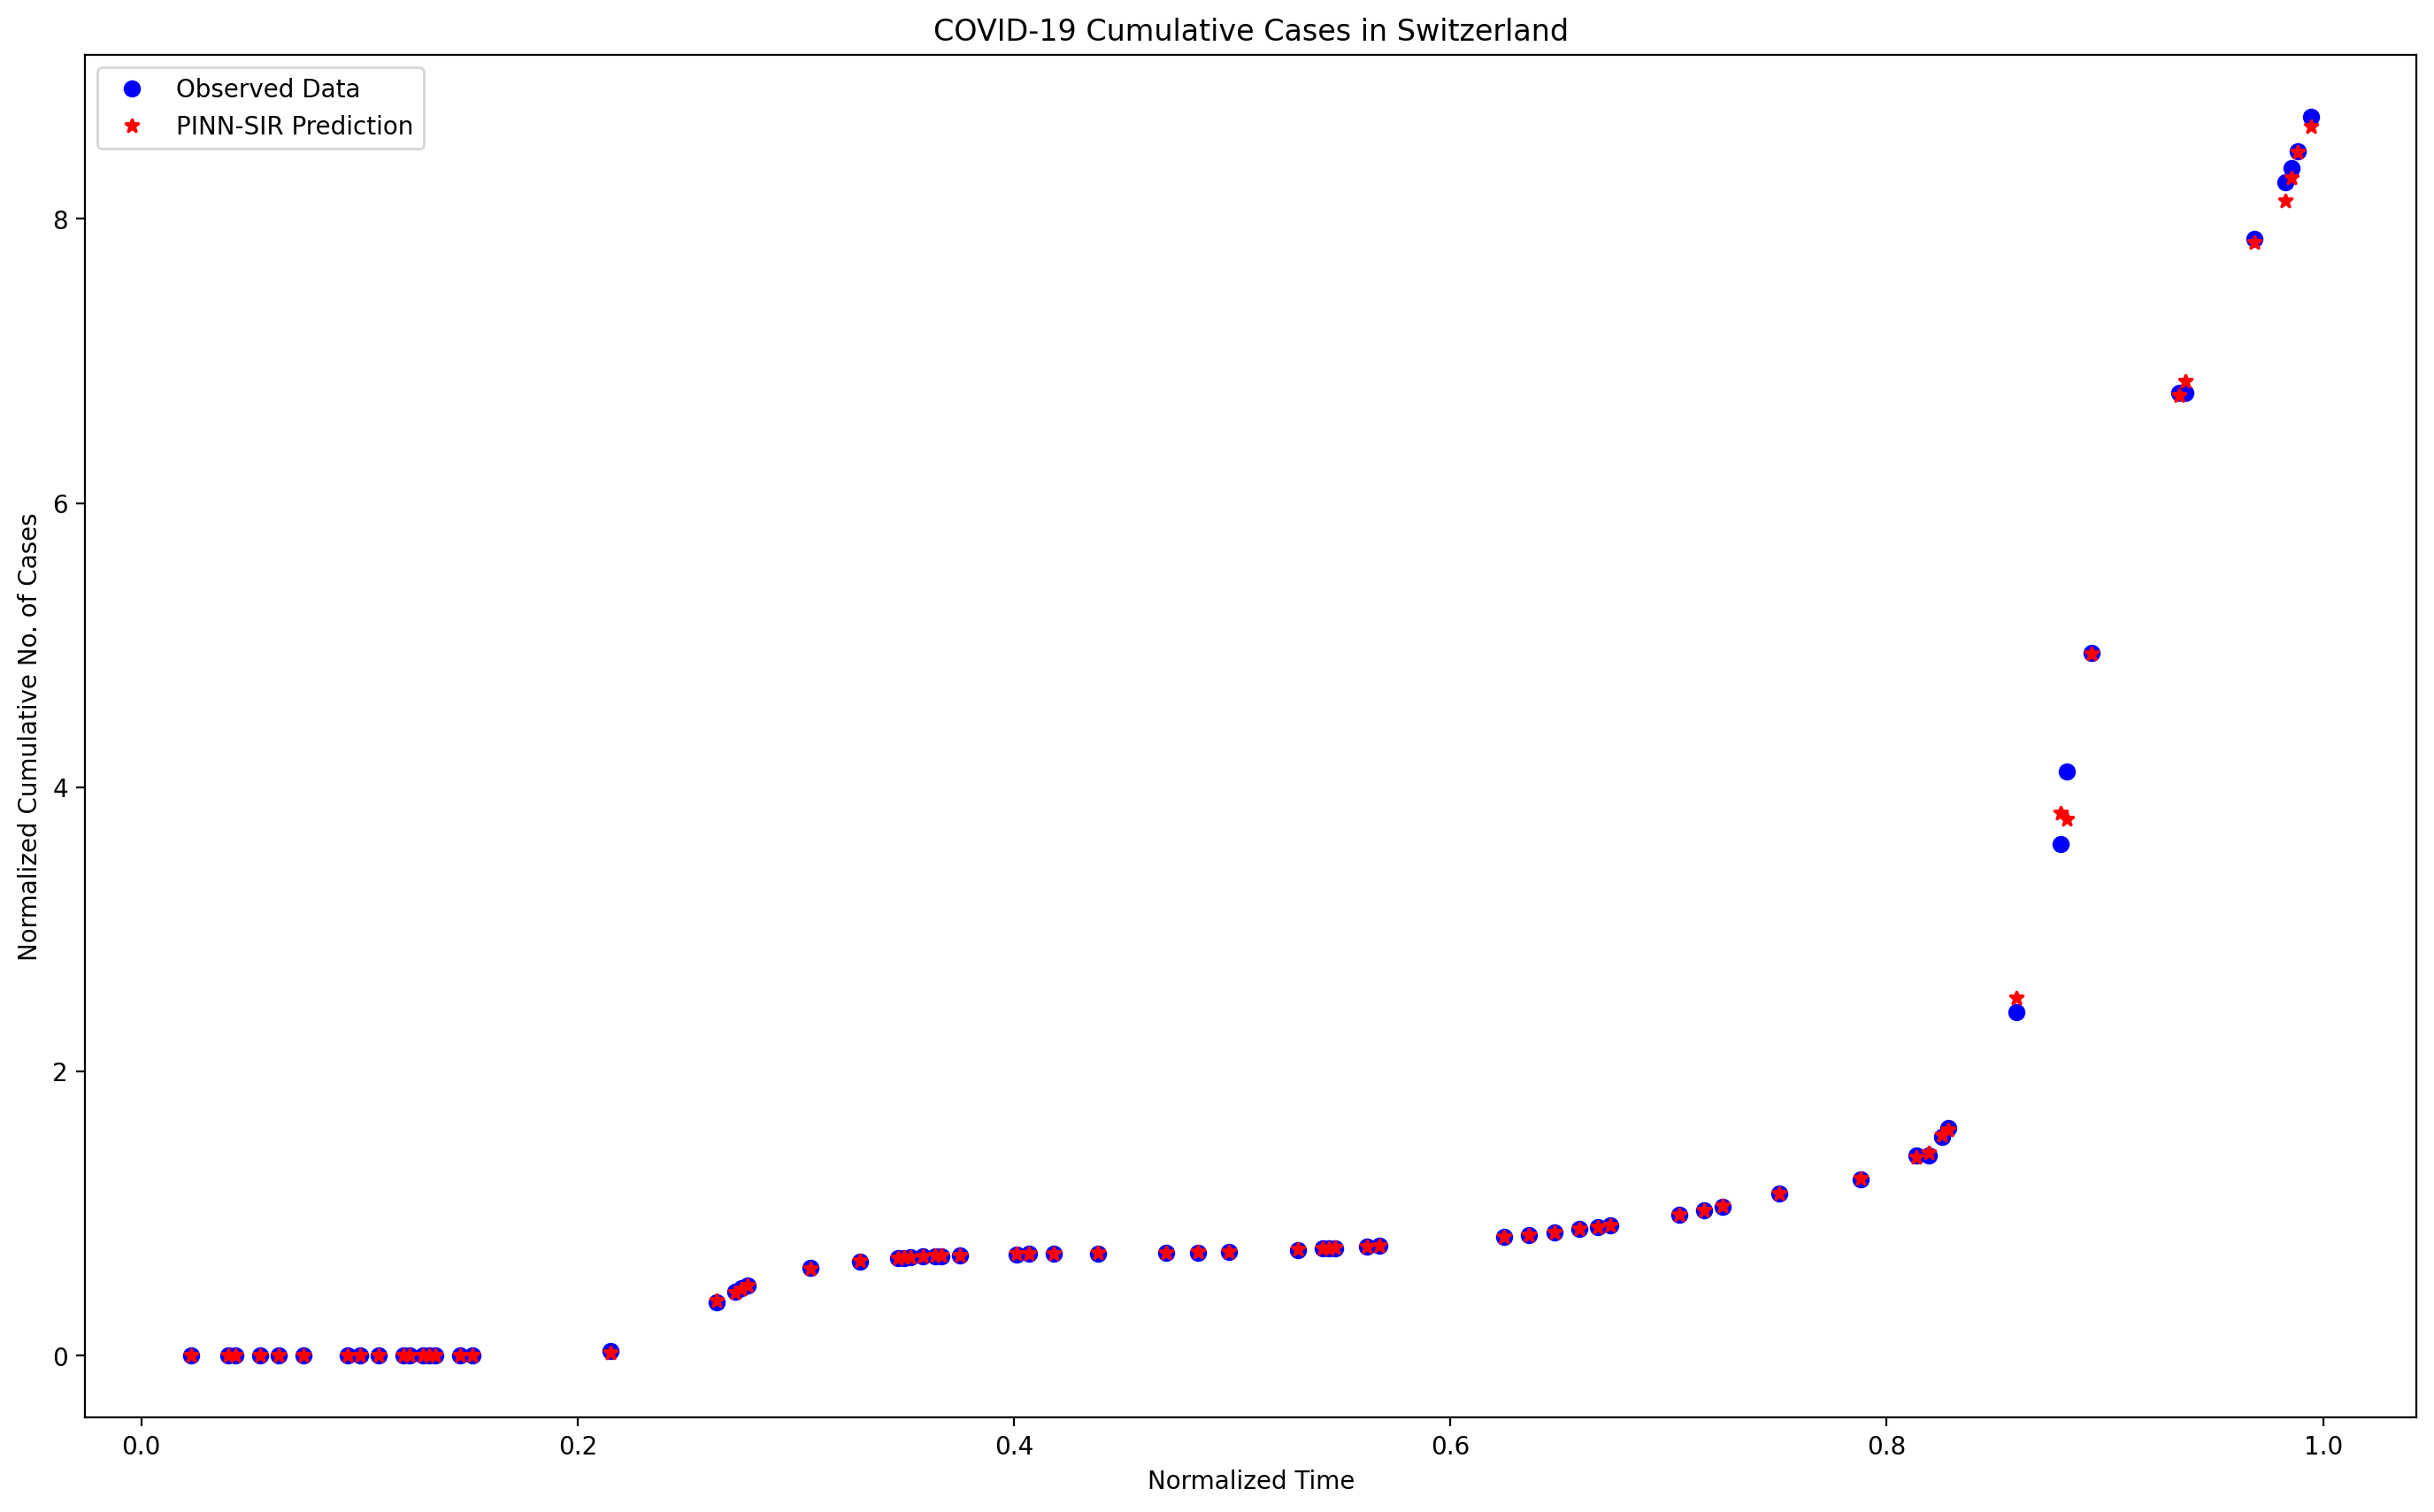 COVID-19 Cumulative Cases in Switzerland
Observed Data
PINN-SIR Prediction
Normalized Cumulative No. of Cases
8
6
4
2
0
0.0 0.2 0.4 0.6 0.8 1.0
Normalized Time